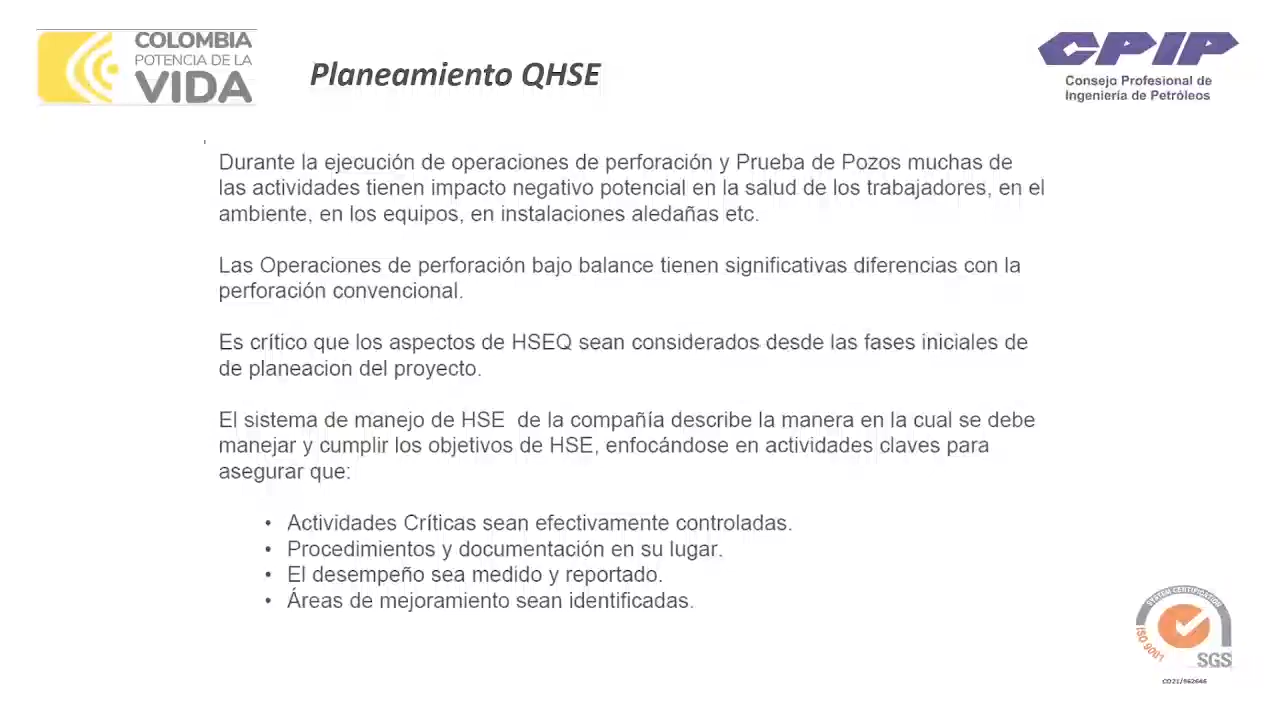 COLOMBIA
POTENCIA DE LA
VIDA
Planeamiento QHSE
CPIP
Consejo Profesional de
Ingeniería de Petróleos
Durante la ejecución de operaciones de perforación y Prueba de Pozos muchas de
las actividades tienen impacto negativo potencial en la salud de los trabajadores, en el
ambiente, en los equipos, en instalaciones aledañas etc.
Las Operaciones de perforación bajo balance tienen significativas diferencias con la
perforación convencional.
Es crítico que los aspectos de HSEQ sean considerados desde las fases iniciales de
de planeacion del proyecto.
El sistema de manejo de HSE de la compañía describe la manera en la cual se debe
manejar y cumplir los objetivos de HSE, enfocándose en actividades claves para
asegurar que:
• Actividades Críticas sean efectivamente controladas.
• Procedimientos y documentación en su lugar.
• El desempeño sea medido y reportado.
• Áreas de mejoramiento sean identificadas.
SYSTEM CERTIFICATION
ISO 9001
SGS
CO21/962646